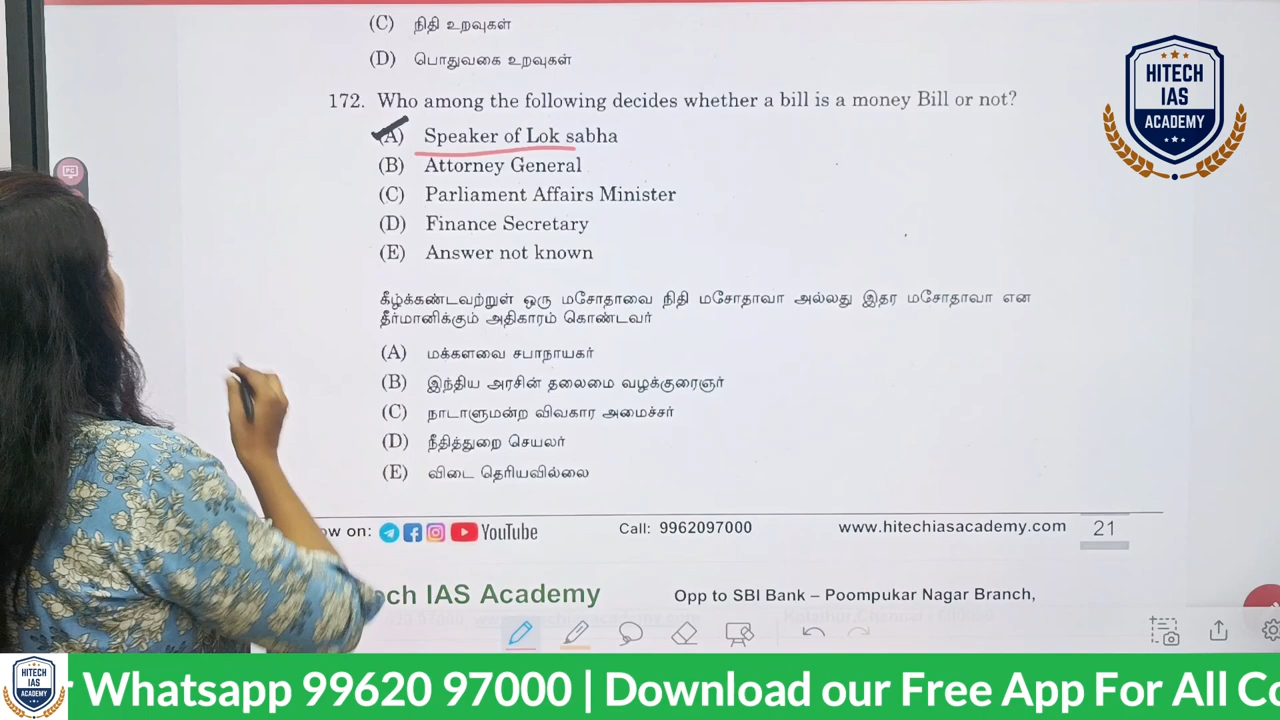 (C) நிதி உறவுகள்
(D) பொதுவகை உறவுகள்
HITECH
IAS
ACADEMY
172. Who among the following decides whether a bill is a money Bill or not?
(A) Speaker of Lok sabha
(B) Attorney General
(C) Parliament Affairs Minister
(D) Finance Secretary
(E) Answer not known
கீழ்க்கண்டவற்றுள் ஒரு மசோதாவை நிதி மசோதாவா அல்லது இதர மசோதாவா என
தீர்மானிக்கும் அதிகாரம் கொண்டவர்
(A) மக்களவை சபாநாயகர்
(B) இந்திய அரசின் தலைமை வழக்குரைஞர்
(C) நாடாளுமன்ற விவகார அமைச்சர்
(D) நீதித்துறை செயலர்
(E) விடை தெரியவில்லை
ow on: YouTube Call: 9962097000 www.hitechiasacademy.com 21
ech IAS Academy Opp to SBI Bank – Poompukar Nagar Branch,
HITECH
IAS
ACADEMY
Whatsapp 99620 97000 | Download our Free App For All Co